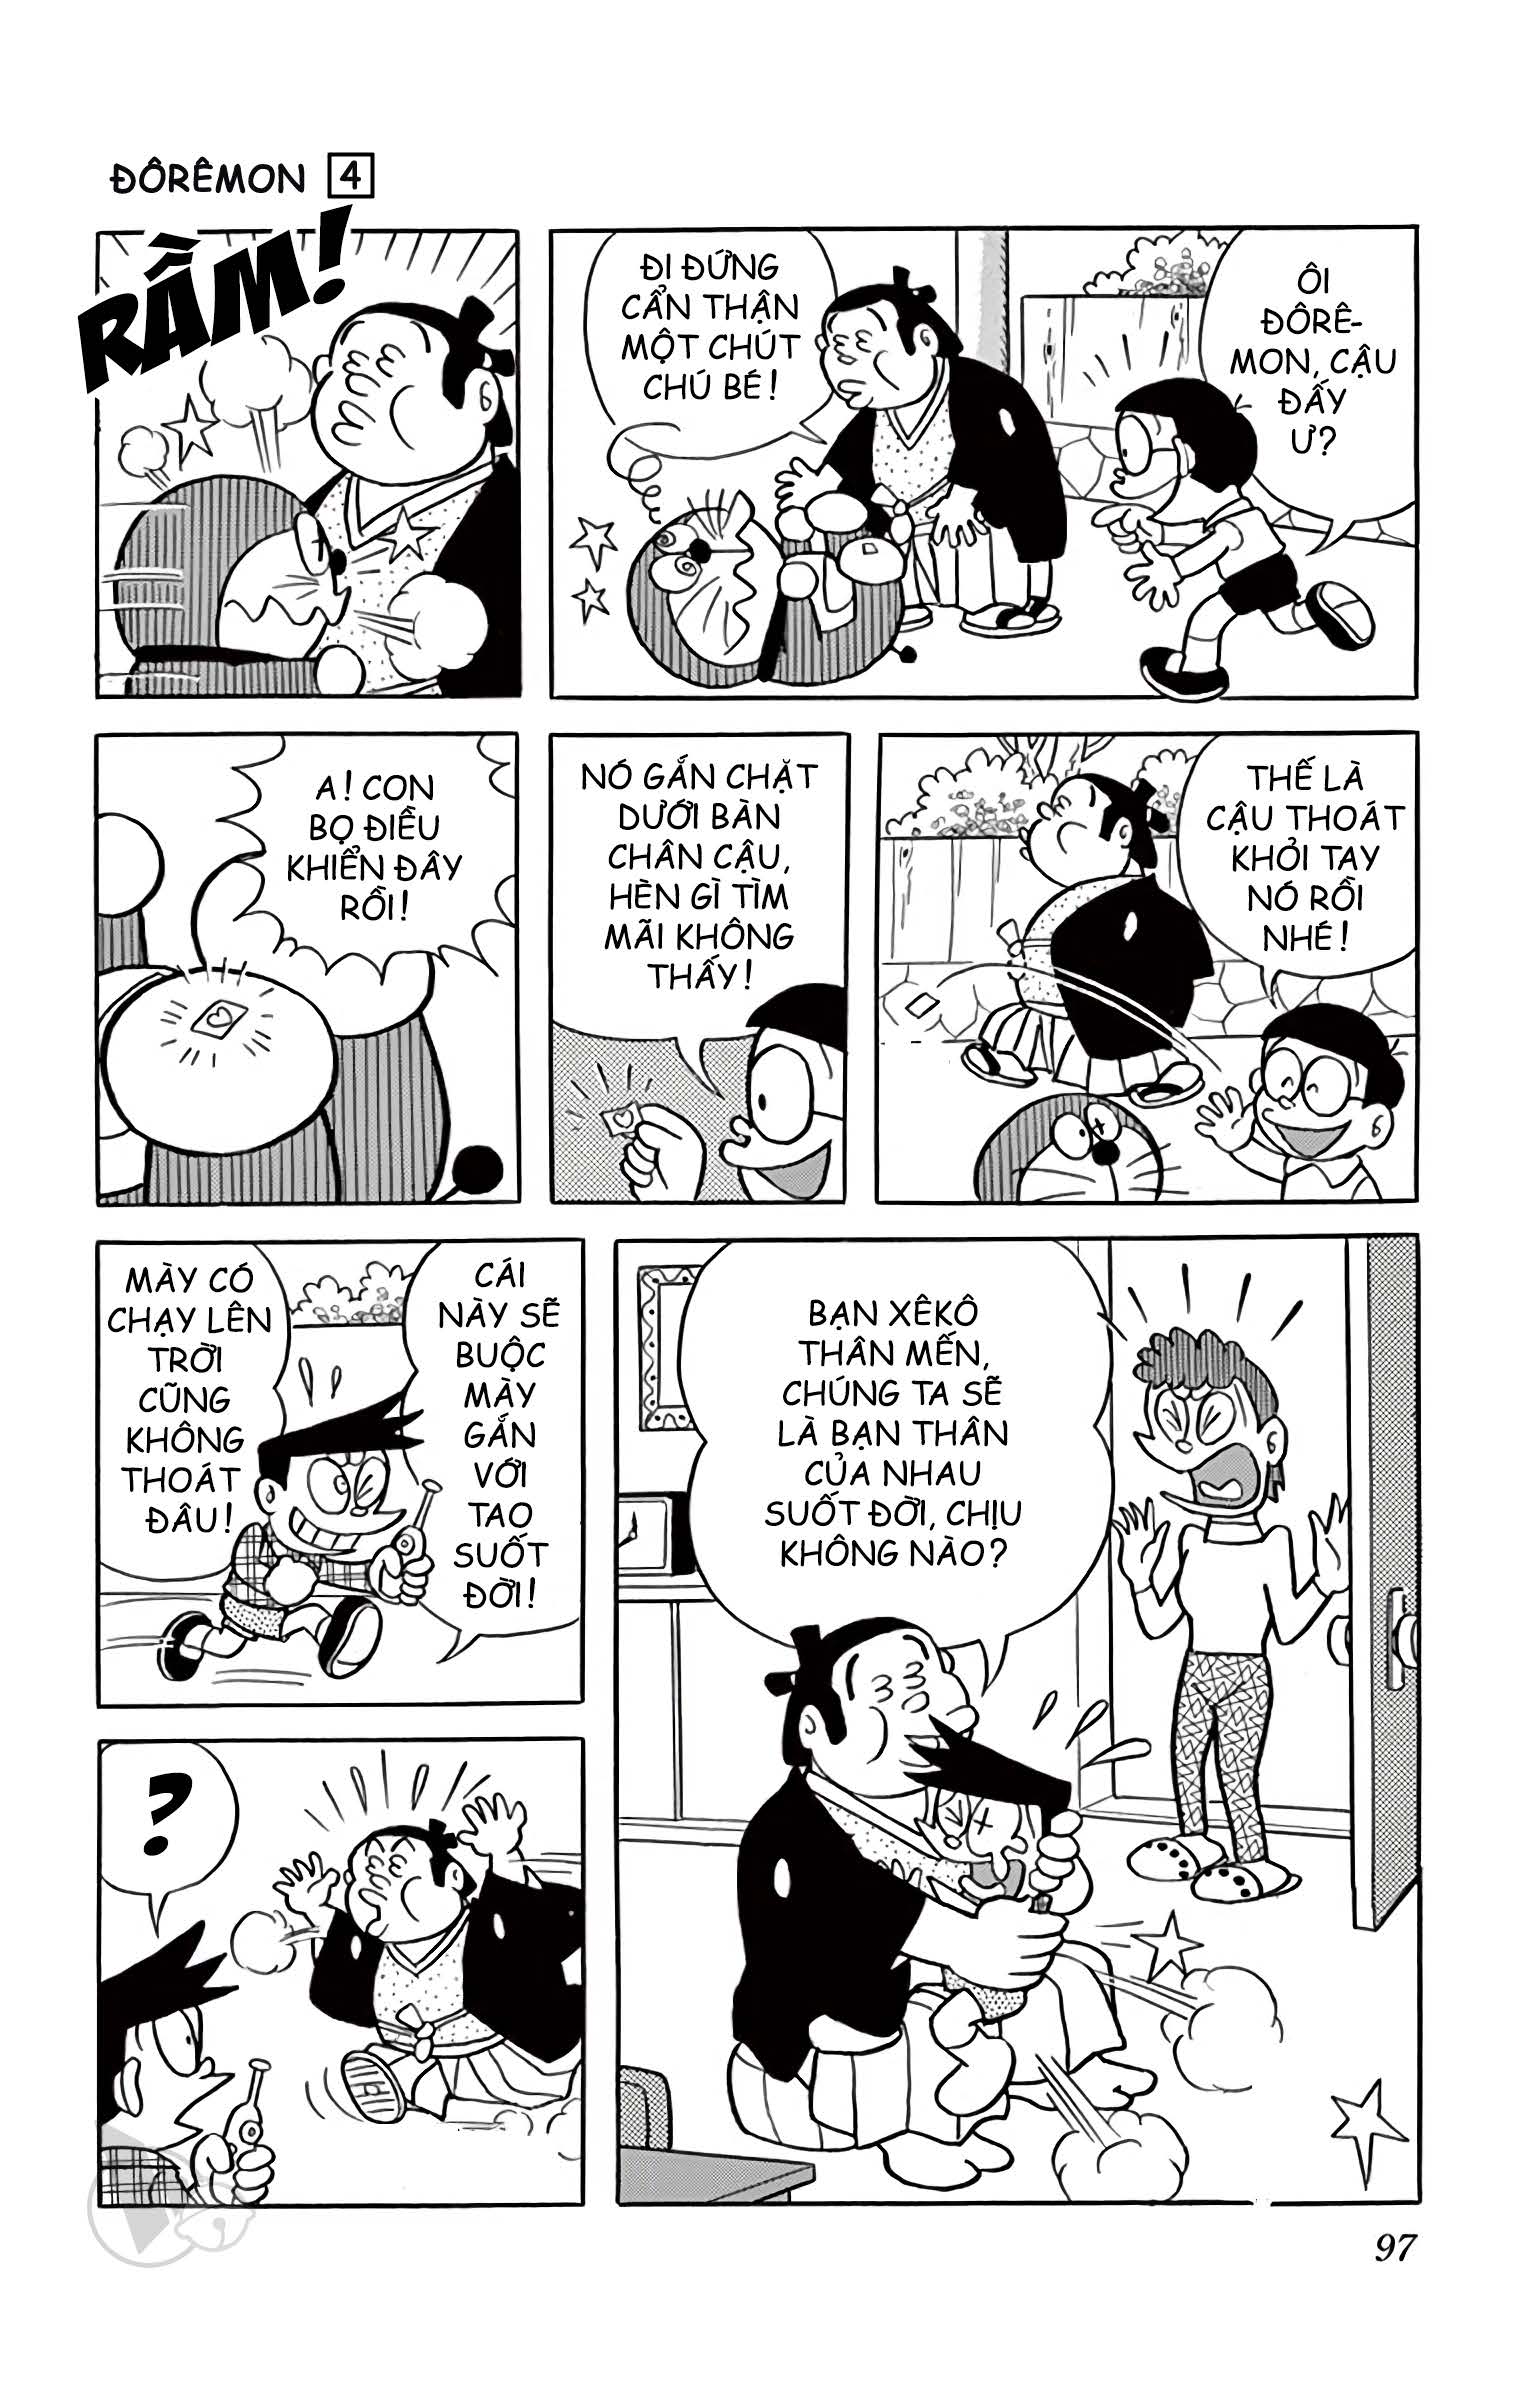 ĐÔRÊMON 4
RẦM!
ĐI ĐỨNG
CẨN THẬN
MỘT CHÚT
CHÚ BÉ!
ÔI
ĐÔRÊ-
MON, CẬU
ĐẤY
Ư?
A! CON
BỌ ĐIỀU
KHIỂN ĐÂY
RỒI!
NÓ GẮN CHẶT
DƯỚI BÀN
CHÂN CẬU,
HÈN GÌ TÌM
MÃI KHÔNG
THẤY!
THẾ LÀ
CẬU THOÁT
KHỎI TAY
NÓ RỒI
NHÉ!
MÀY CÓ
CHẠY LÊN
TRỜI
CŨNG
KHÔNG
THOÁT
ĐÂU!
CÁI
NÀY SẼ
BUỘC
MÀY
GẮN
VỚI
TAO
SUỐT
ĐỜI!
?
BẠN XÊKÔ
THÂN MẾN,
CHÚNG TA SẼ
LÀ BẠN THÂN
CỦA NHAU
SUỐT ĐỜI, CHỊU
KHÔNG NÀO?
97